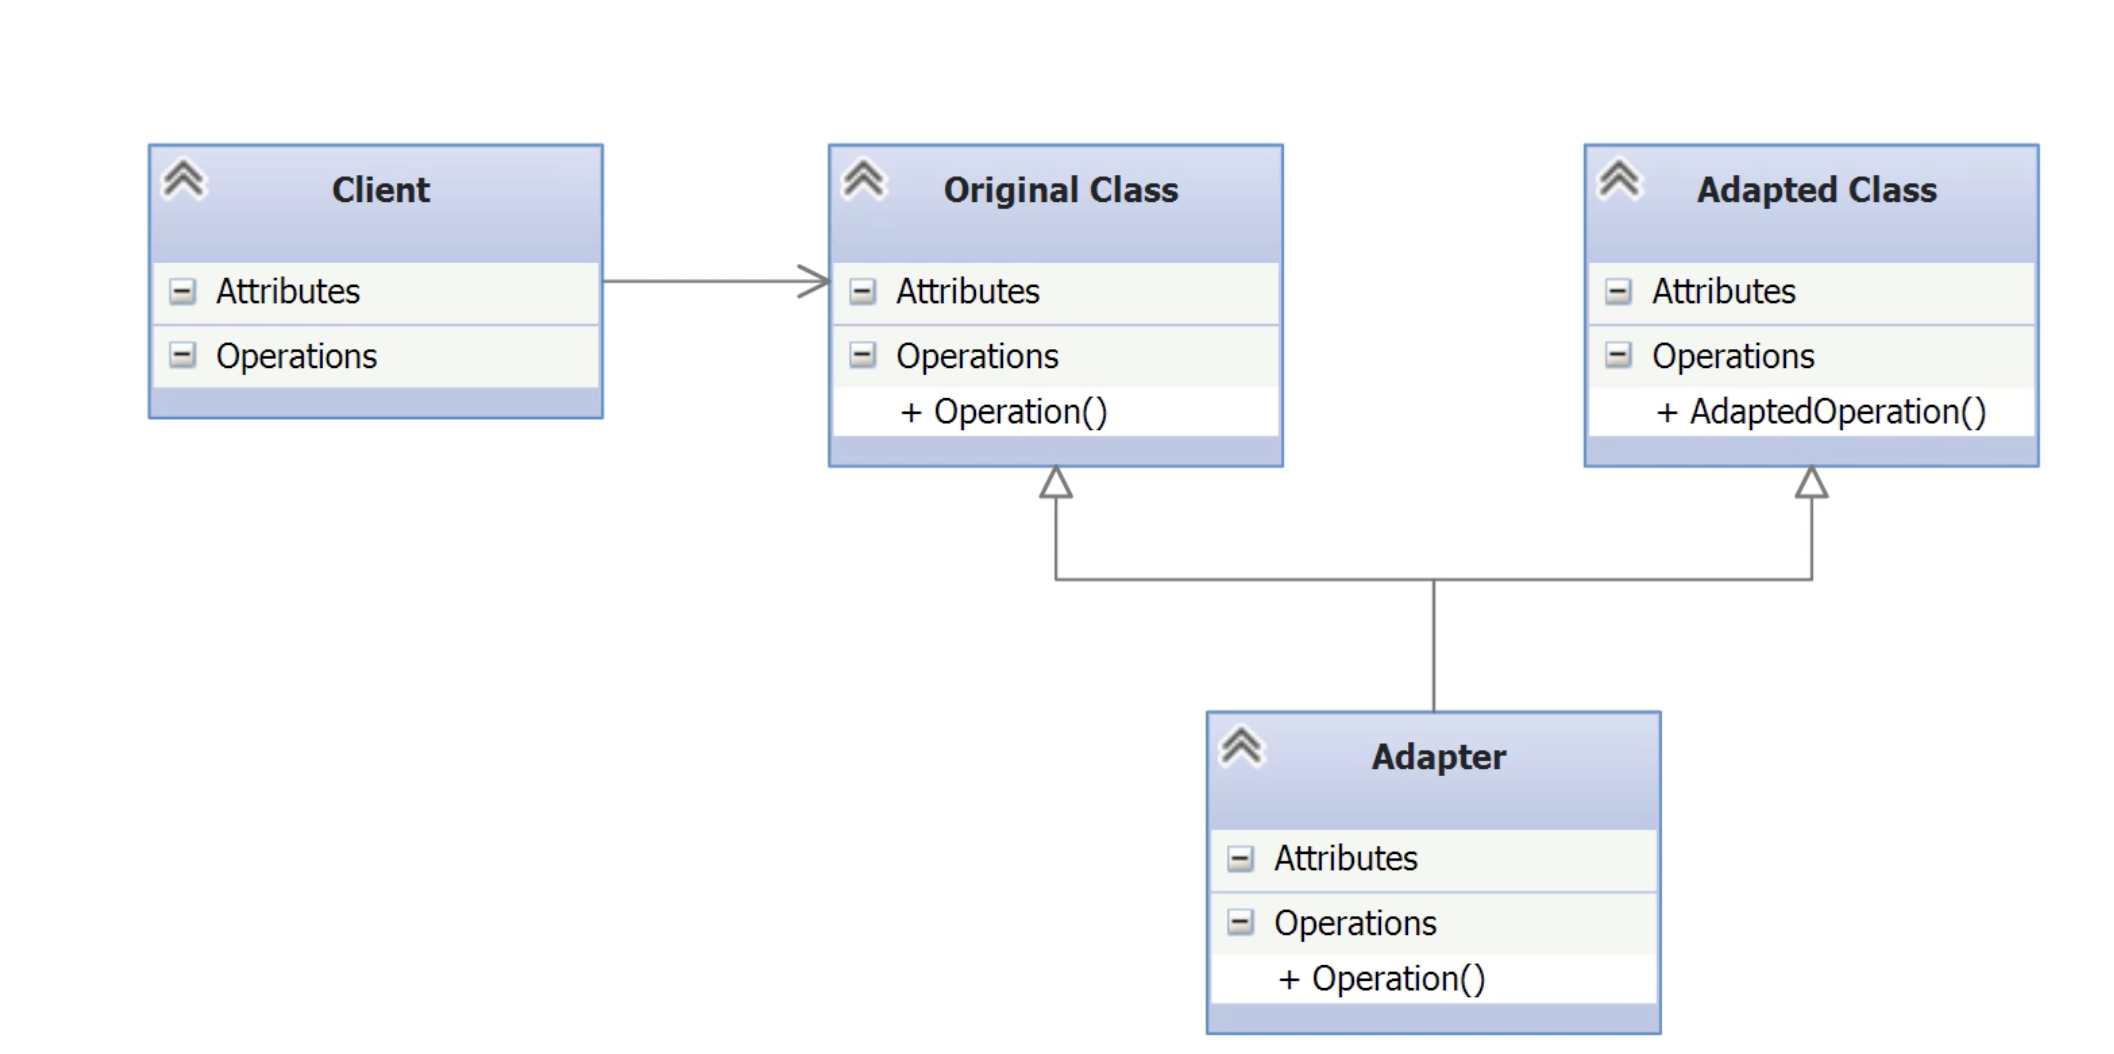 Client
Attributes
Operations
Original Class
Attributes
Operations
+ Operation()
Adapted Class
Attributes
Operations
+ AdaptedOperation()
Adapter
Attributes
Operations
+ Operation()